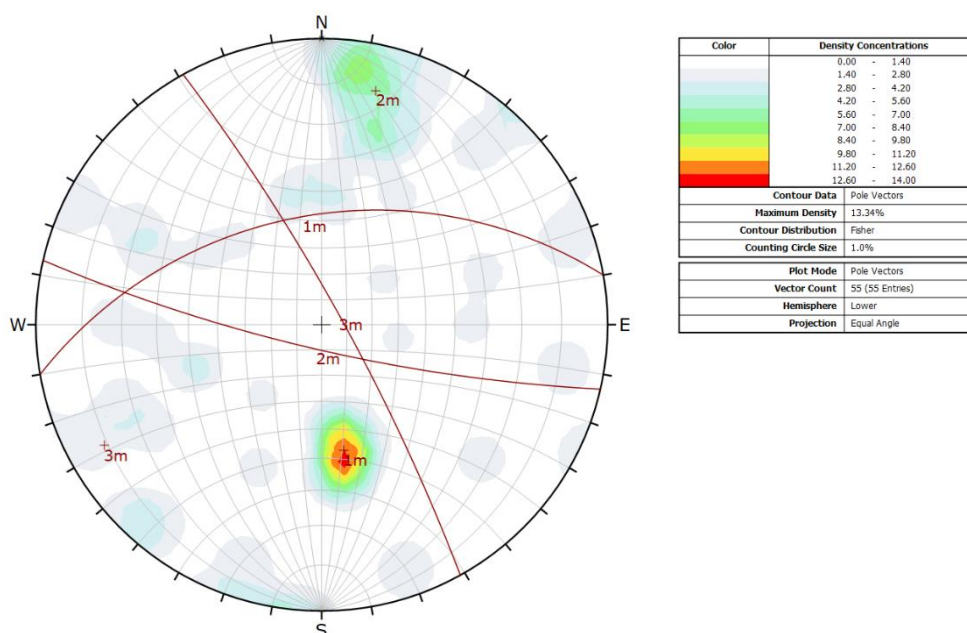 N
2m
1m
W
3m
E
2m
1m
3m
S
Color Density Concentrations
0.00 - 1.40
1.40 - 2.80
2.80 - 4.20
4.20 - 5.60
5.60 - 7.00
7.00 - 8.40
8.40 - 9.80
9.80 - 11.20
11.20 - 12.60
12.60 - 14.00
Contour Data Pole Vectors
Maximum Density 13.34%
Contour Distribution Fisher
Counting Circle Size 1.0%
Plot Mode Pole Vectors
Vector Count 55 (55 Entries)
Hemisphere Lower
Projection Equal Angle